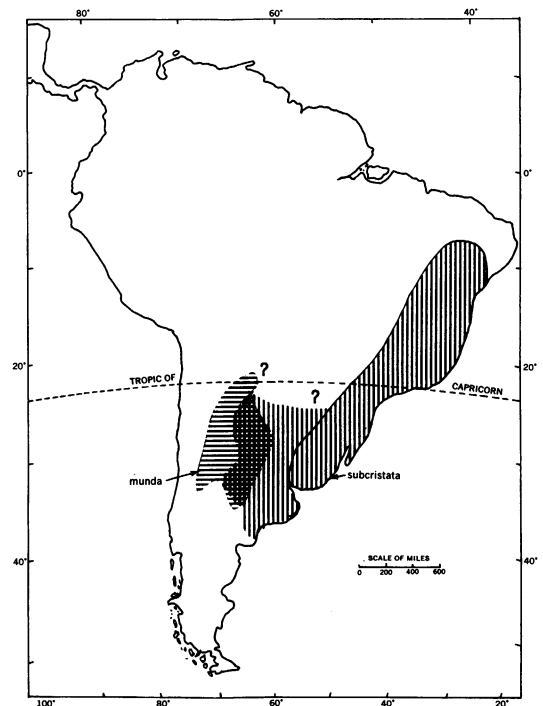 80° 60° 40°
0° 0°
20° 20°
TROPIC OF ? ? CAPRICORN
munda subcristata
SCALE OF MILES
0 200 400 600
40° 40°
100° 80° 60° 40° 20°